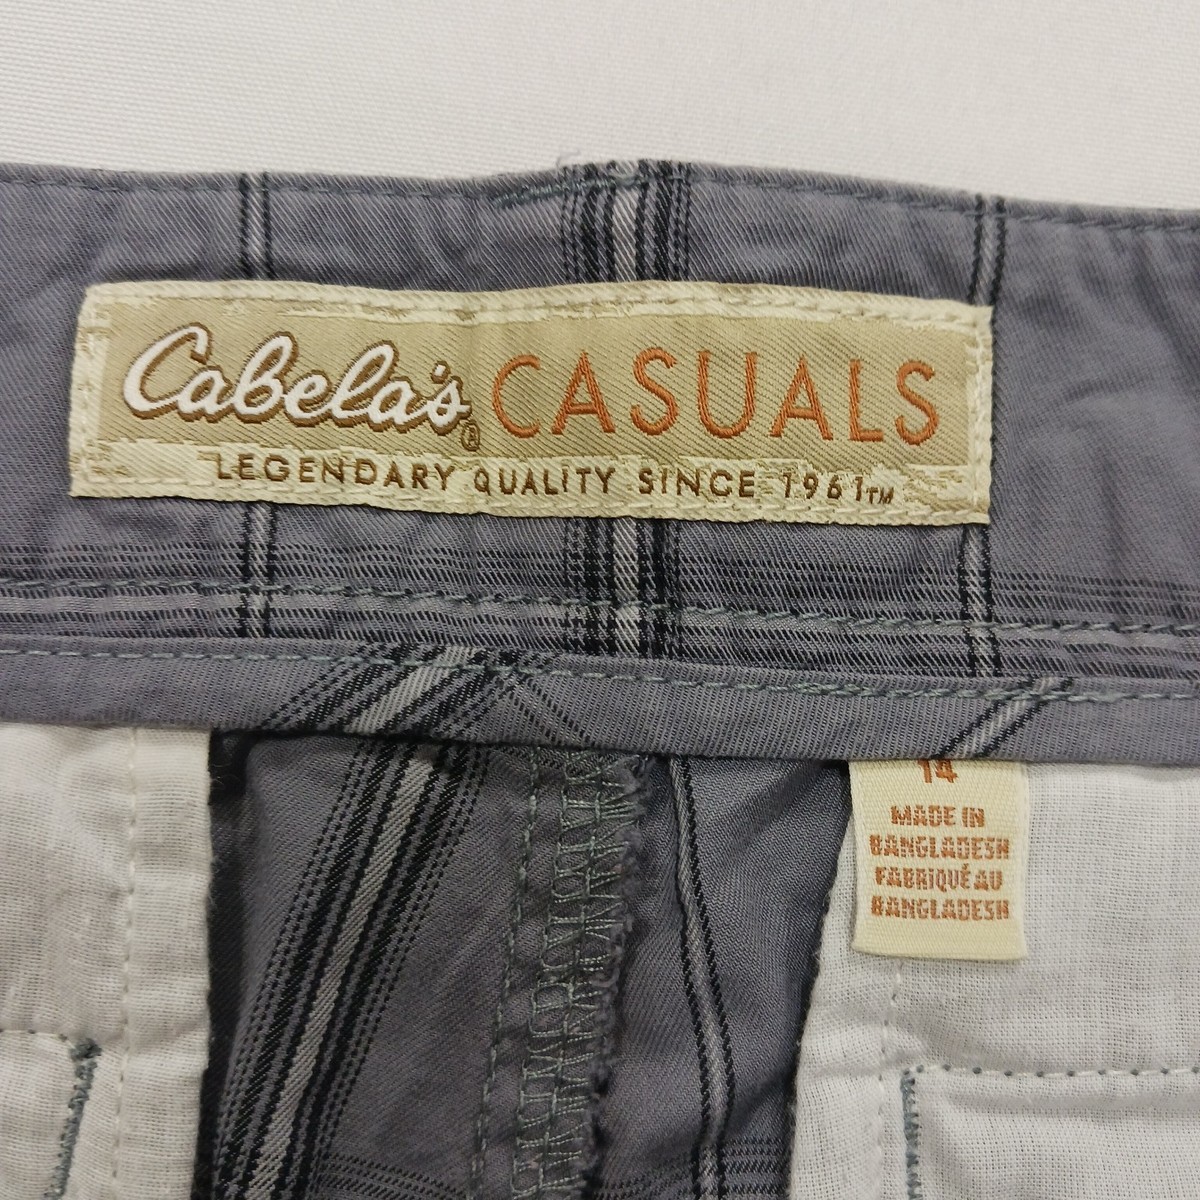 Cabela's® CASUALS
LEGENDARY QUALITY SINCE 1961™
14
MADE IN
BANGLADESH
FABRIQUÉ AU
BANGLADESH